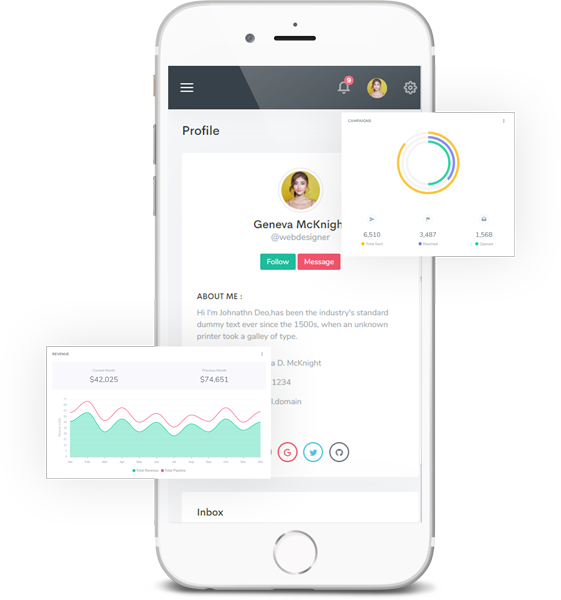 9
Profile
CAMPAIGNS
6,510
3,487
1,568
Total Sent
Reached
Opened
Geneva McKnigh
@webdesigner
Follow
Message
ABOUT ME :
Hi I'm Johnathn Deo,has been the industry's standard
dummy text ever since the 1500s, when an unknown
printer took a galley of type.
a D. McKnight
1234
l.domain
REVENUE
Current Month
Previous Month
$42,025
$74,651
Total Revenue
Total Pipeline
Inbox